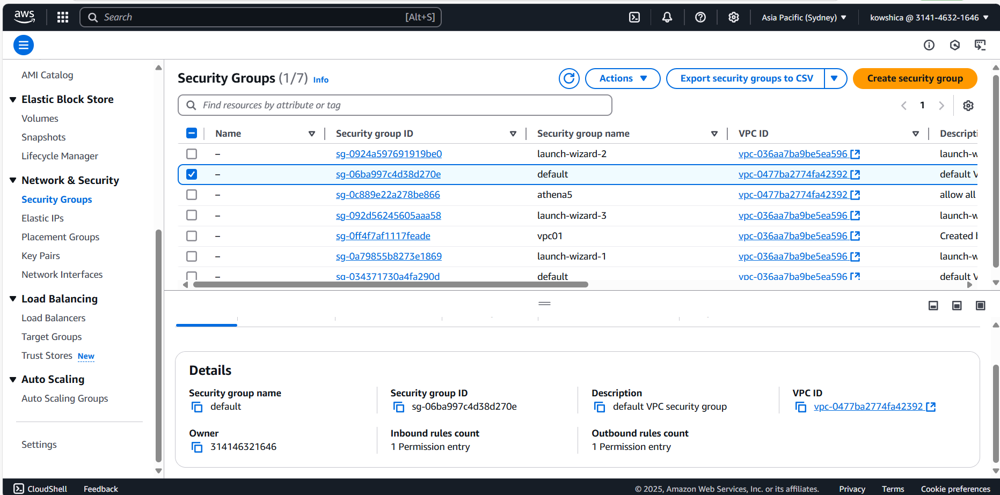 aws
Search [Alt+S]
Asia Pacific (Sydney)
kowshica @ 3141-4632-1646
AMI Catalog
Elastic Block Store
Volumes
Snapshots
Lifecycle Manager
Network & Security
Security Groups
Elastic IPs
Placement Groups
Key Pairs
Network Interfaces
Load Balancing
Load Balancers
Target Groups
Trust Stores New
Auto Scaling
Auto Scaling Groups
Settings
Security Groups (1/7) Info
Actions
Export security groups to CSV
Create security group
Find resources by attribute or tag
1
Name Security group ID Security group name VPC ID Descripti
– sg-0924a597691919be0 launch-wizard-2 vpc-036aa7ba9be5ea596 launch-w
– sg-06ba997c4d38d270e default vpc-0477ba2774fa42392 default V
– sg-0c889e22a278be866 athena5 vpc-0477ba2774fa42392 allow all
– sg-092d56245605aaa58 launch-wizard-3 vpc-036aa7ba9be5ea596 launch-w
– sg-0ff4f7af1117feade vpc01 vpc-036aa7ba9be5ea596 Created
– sg-0a79855b8273e1869 launch-wizard-1 vpc-036aa7ba9be5ea596 launch-w
– sg-034371730a4fa290d default vpc-036aa7ba9be5ea596 default V
Details
Security group name
default
Security group ID
sg-06ba997c4d38d270e
Description
default VPC security group
VPC ID
vpc-0477ba2774fa42392
Owner
314146321646
Inbound rules count
1 Permission entry
Outbound rules count
1 Permission entry
CloudShell Feedback
© 2025, Amazon Web Services, Inc. or its affiliates. Privacy Terms Cookie preferences